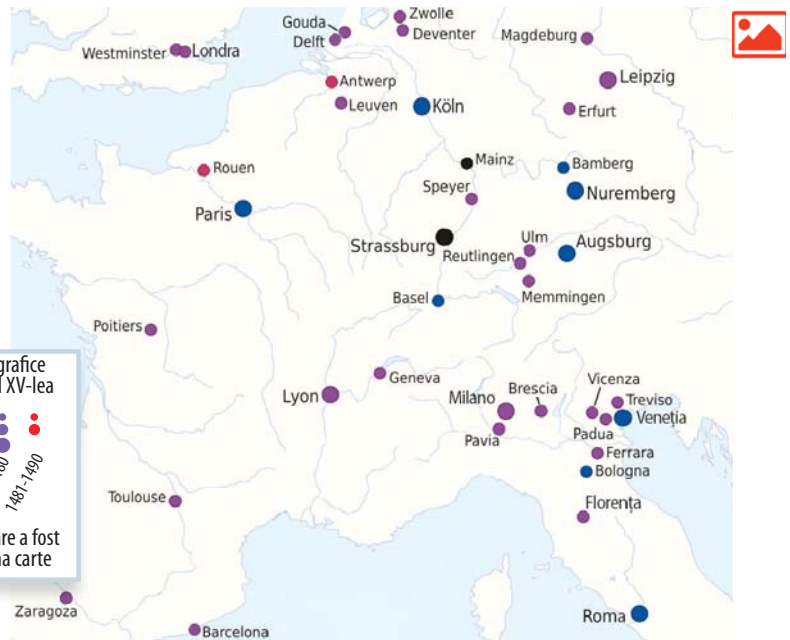 Zwolle
Gouda
Deventer
Delft
Magdeburg
Westminster
Londra
Leipzig
Antwerp
Leuven
Köln
Erfurt
Mainz
Bamberg
Rouen
Speyer
Nuremberg
Paris
Strassburg
Ulm
Augsburg
Reutlingen
Basel
Memmingen
Poitiers
grafice
XV-lea
Geneva
Lyon
Milano
Brescia
Vicenza
Treviso
Veneția
Pavia
Padua
Ferrara
Bologna
1481-1490
Toulouse
Florența
a fost
carte
Zaragoza
Barcelona
Roma